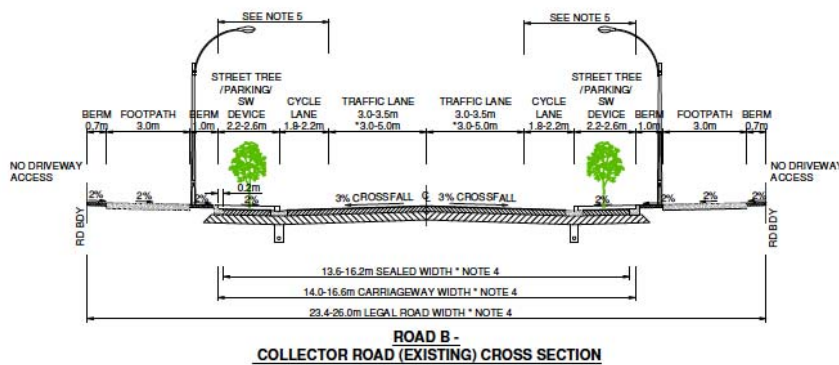 SEE NOTE 5
SEE NOTE 5
STREET TREE
/PARKING/
SW
DEVICE
2.2-2.6m
STREET TREE
/PARKING/
SW
DEVICE
2.2-2.6m
BERM
0.7m
FOOTPATH
3.0m
BERM
1.0m
CYCLE
LANE
1.8-2.2m
TRAFFIC LANE
3.0-3.5m
*3.0-5.0m
TRAFFIC LANE
3.0-3.5m
*3.0-5.0m
CYCLE
LANE
1.8-2.2m
BERM
1.0m
FOOTPATH
3.0m
BERM
0.7m
NO DRIVEWAY
ACCESS
NO DRIVEWAY
ACCESS
0.2m
2%
2%
2%
2%
3% CROSSFALL
CL
3% CROSSFALL
2%
2%
2%
2%
RD BDY
RD BDY
13.6-16.2m SEALED WIDTH * NOTE 4
14.0-16.6m CARRIAGEWAY WIDTH * NOTE 4
23.4-26.0m LEGAL ROAD WIDTH * NOTE 4
ROAD B -
COLLECTOR ROAD (EXISTING) CROSS SECTION